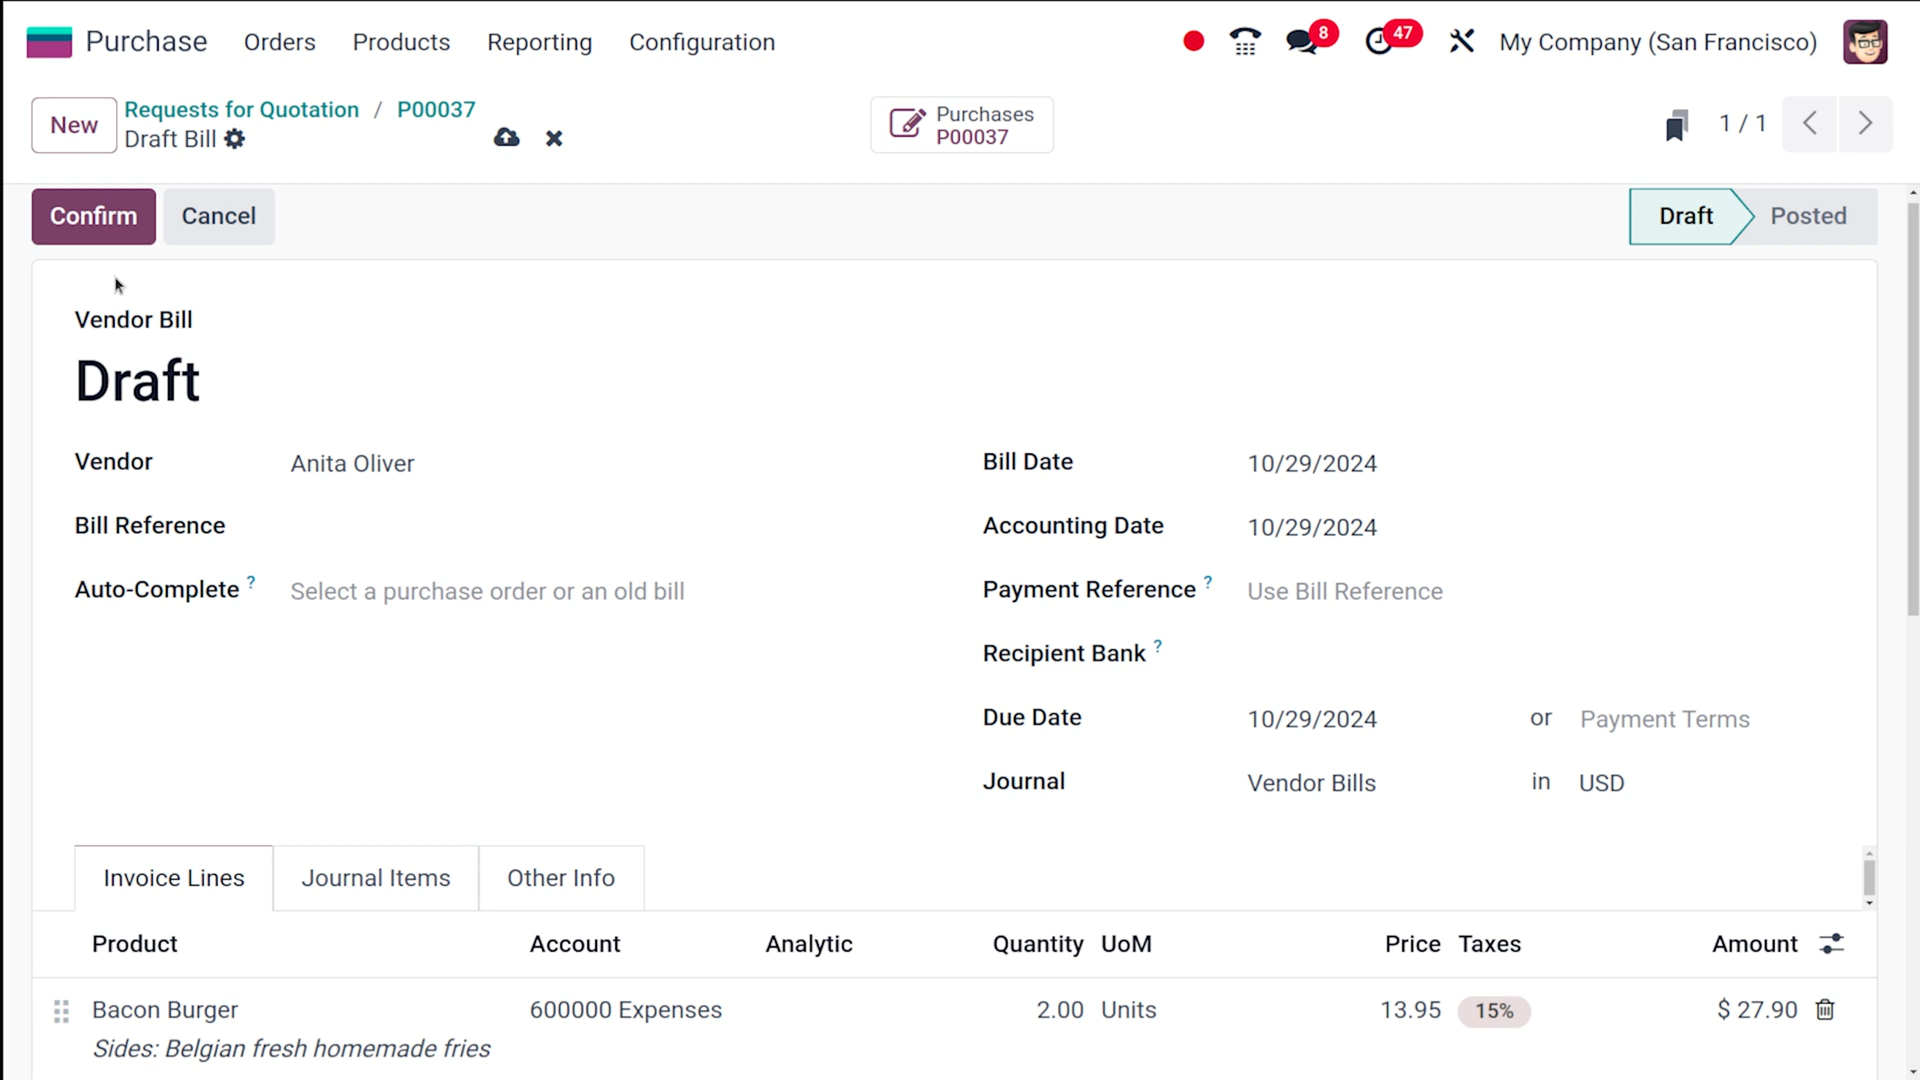 Purchase Orders Products Reporting Configuration 8 47 My Company (San Francisco)
New Requests for Quotation / P00037
Draft Bill
Purchases
P00037
1 / 1
Confirm Cancel Draft Posted
Vendor Bill
Draft
Vendor Anita Oliver Bill Date 10/29/2024
Bill Reference Accounting Date 10/29/2024
Auto-Complete ? Select a purchase order or an old bill Payment Reference ? Use Bill Reference
Recipient Bank ?
Due Date 10/29/2024 or Payment Terms
Journal Vendor Bills in USD
Invoice Lines Journal Items Other Info
Product Account Analytic Quantity UoM Price Taxes Amount
Bacon Burger 600000 Expenses 2.00 Units 13.95 15% $ 27.90
Sides: Belgian fresh homemade fries